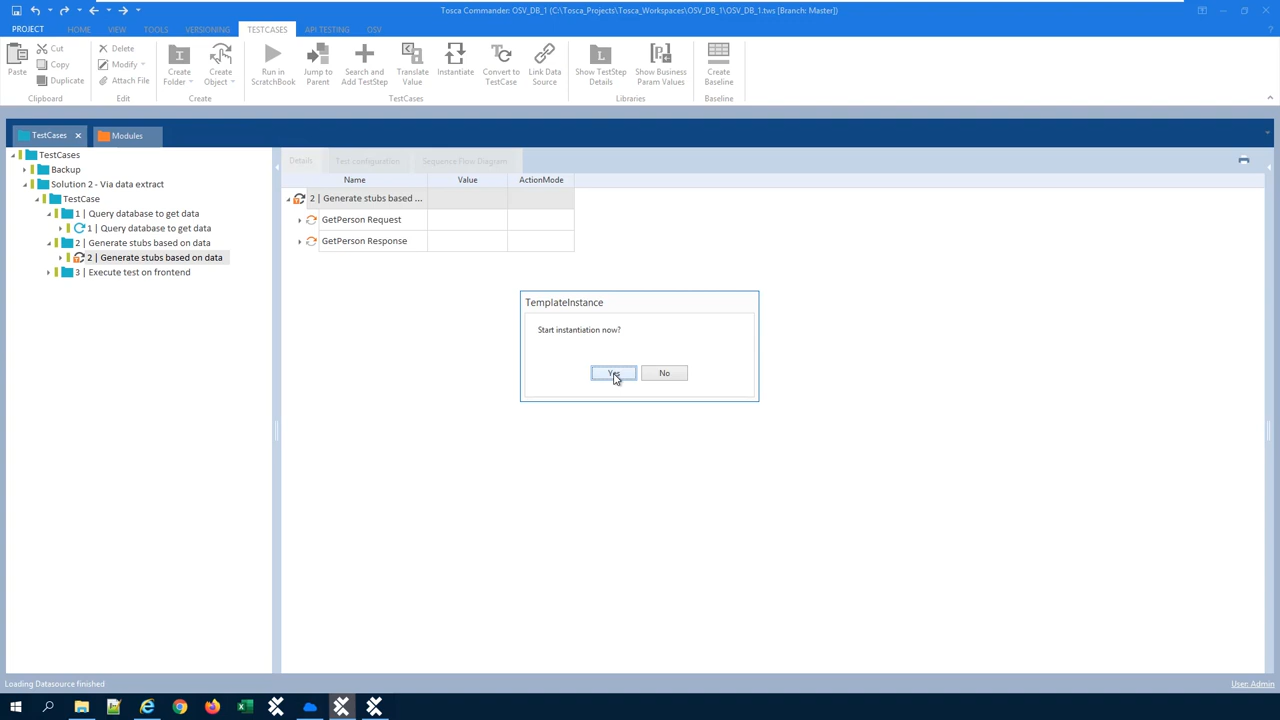 Tosca Commander: OSV_DB_1 (C:\Tosca_Projects\Tosca_Workspaces\OSV_DB_1\OSV_DB_1.tws [Branch: Master])
PROJECT HOME VIEW TOOLS VERSIONING TESTCASES API TESTING OSV
Paste Cut Copy Duplicate
Delete Modify Attach File
Create Folder Create Object
Run in ScratchBook Jump to Parent Search and Add TestStep Translate Value Instantiate Convert to TestCase Link Data Source
Show TestStep Details Show Business Param Values Create Baseline
Clipboard Edit Create TestCases Libraries Baseline
TestCases Modules
TestCases
Backup
Solution 2 - Via data extract
TestCase
1 | Query database to get data
1 | Query database to get data
2 | Generate stubs based on data
2 | Generate stubs based on data
3 | Execute test on frontend
Details Test configuration Sequence Flow Diagram
Name Value ActionMode
2 | Generate stubs based ...
GetPerson Request
GetPerson Response
TemplateInstance
Start instantiation now?
Yes No
Loading Datasource finished
User: Admin